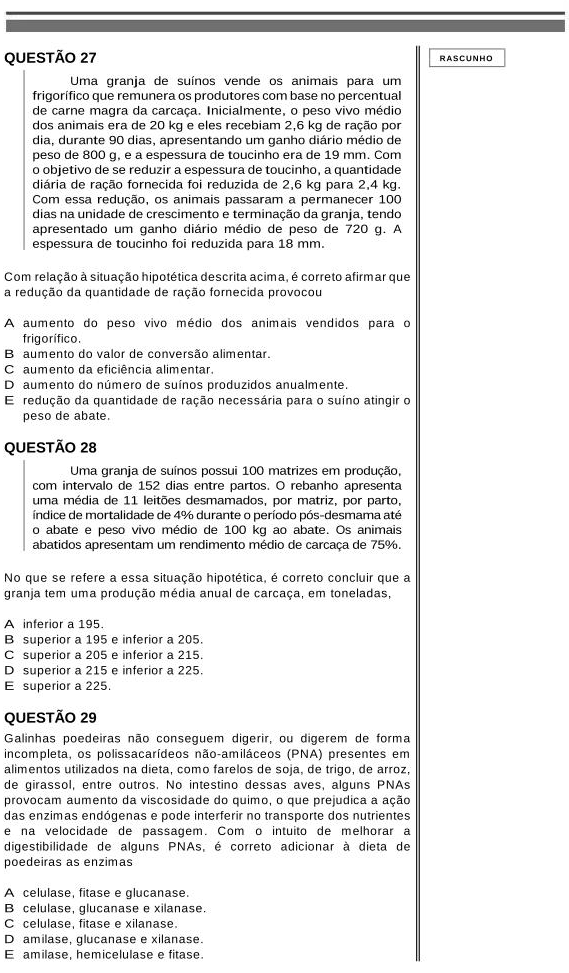 QUESTÃO 27
Uma granja de suínos vende os animais para um
frigorífico que remunera os produtores com base no percentual
de carne magra da carcaça. Inicialmente, o peso vivo médio
dos animais era de 20 kg e eles recebiam 2,6 kg de ração por
dia, durante 90 dias, apresentando um ganho diário médio de
peso de 800 g, e a espessura de toucinho era de 19 mm. Com
o objetivo de se reduzir a espessura de toucinho, a quantidade
diária de ração fornecida foi reduzida de 2,6 kg para 2,4 kg.
Com essa redução, os animais passaram a permanecer 100
dias na unidade de crescimento e terminação da granja, tendo
apresentado um ganho diário médio de peso de 720 g. A
espessura de toucinho foi reduzida para 18 mm.
Com relação à situação hipotética descrita acima, é correto afirmar que
a redução da quantidade de ração fornecida provocou
A aumento do peso vivo médio dos animais vendidos para o
frigorífico.
B aumento do valor de conversão alimentar.
C aumento da eficiência alimentar.
D aumento do número de suínos produzidos anualmente.
E redução da quantidade de ração necessária para o suíno atingir o
peso de abate.
QUESTÃO 28
Uma granja de suínos possui 100 matrizes em produção,
com intervalo de 152 dias entre partos. O rebanho apresenta
uma média de 11 leitões desmamados, por matriz, por parto,
índice de mortalidade de 4% durante o período pós-desmama até
o abate e peso vivo médio de 100 kg ao abate. Os animais
abatidos apresentam um rendimento médio de carcaça de 75%.
No que se refere a essa situação hipotética, é correto concluir que a
granja tem uma produção média anual de carcaça, em toneladas,
A inferior a 195.
B superior a 195 e inferior a 205.
C superior a 205 e inferior a 215.
D superior a 215 e inferior a 225.
E superior a 225.
QUESTÃO 29
Galinhas poedeiras não conseguem digerir, ou digerem de forma
incompleta, os polissacarídeos não-amiláceos (PNA) presentes em
alimentos utilizados na dieta, como farelos de soja, de trigo, de arroz,
de girassol, entre outros. No intestino dessas aves, alguns PNAs
provocam aumento da viscosidade do quimo, o que prejudica a ação
das enzimas endógenas e pode interferir no transporte dos nutrientes
e na velocidade de passagem. Com o intuito de melhorar a
digestibilidade de alguns PNAs, é correto adicionar à dieta de
poedeiras as enzimas
A celulase, fitase e glucanase.
B celulase, glucanase e xilanase.
C celulase, fitase e xilanase.
D amilase, glucanase e xilanase.
E amilase, hemicelulase e fitase.
RASCUNHO